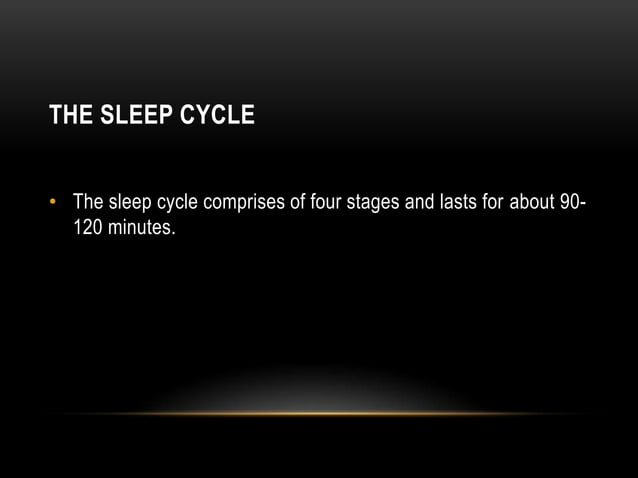 THE SLEEP CYCLE
• The sleep cycle comprises of four stages and lasts for about 90-
120 minutes.